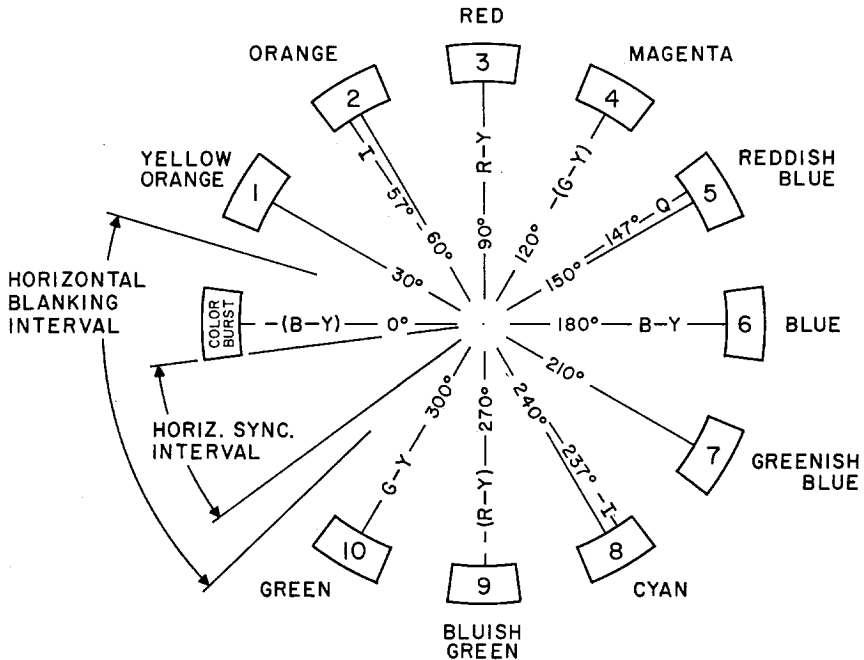 RED
3
R-Y
90°
ORANGE
2
I
57°
60°
MAGENTA
4
-(G-Y)
120°
YELLOW
ORANGE
1
30°
REDDISH
BLUE
5
Q
147°
150°
HORIZONTAL
BLANKING
INTERVAL
COLOR
BURST
-(B-Y)
0°
180°
B-Y
6
BLUE
HORIZ. SYNC.
INTERVAL
210°
7
GREENISH
BLUE
300°
G-Y
10
GREEN
270°
-(R-Y)
9
BLUISH
GREEN
240°
237°
-I
8
CYAN